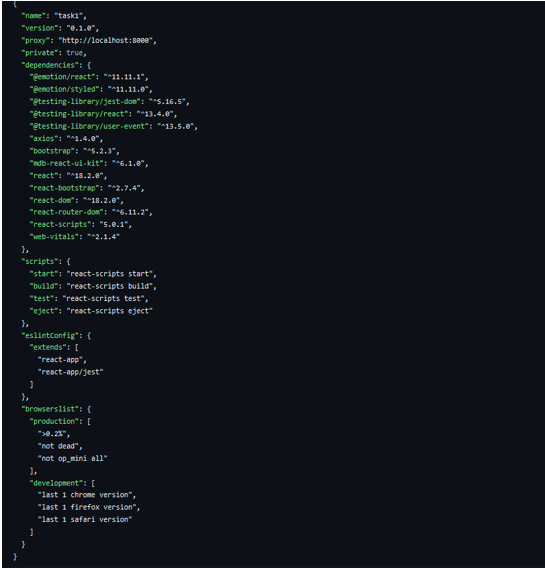 {
  "name": "task1",
  "version": "0.1.0",
  "proxy": "http://localhost:8000",
  "private": true,
  "dependencies": {
    "@emotion/react": "^11.11.1",
    "@emotion/styled": "^11.11.0",
    "@testing-library/jest-dom": "^5.16.5",
    "@testing-library/react": "^13.4.0",
    "@testing-library/user-event": "^13.5.0",
    "axios": "^1.4.0",
    "bootstrap": "^5.2.3",
    "mdb-react-ui-kit": "^6.1.0",
    "react": "^18.2.0",
    "react-bootstrap": "^2.7.4",
    "react-dom": "^18.2.0",
    "react-router-dom": "^6.11.2",
    "react-scripts": "5.0.1",
    "web-vitals": "^2.1.4"
  },
  "scripts": {
    "start": "react-scripts start",
    "build": "react-scripts build",
    "test": "react-scripts test",
    "eject": "react-scripts eject"
  },
  "eslintConfig": {
    "extends": [
      "react-app",
      "react-app/jest"
    ]
  },
  "browserslist": {
    "production": [
      ">0.2%",
      "not dead",
      "not op_mini all"
    ],
    "development": [
      "last 1 chrome version",
      "last 1 firefox version",
      "last 1 safari version"
    ]
  }
}